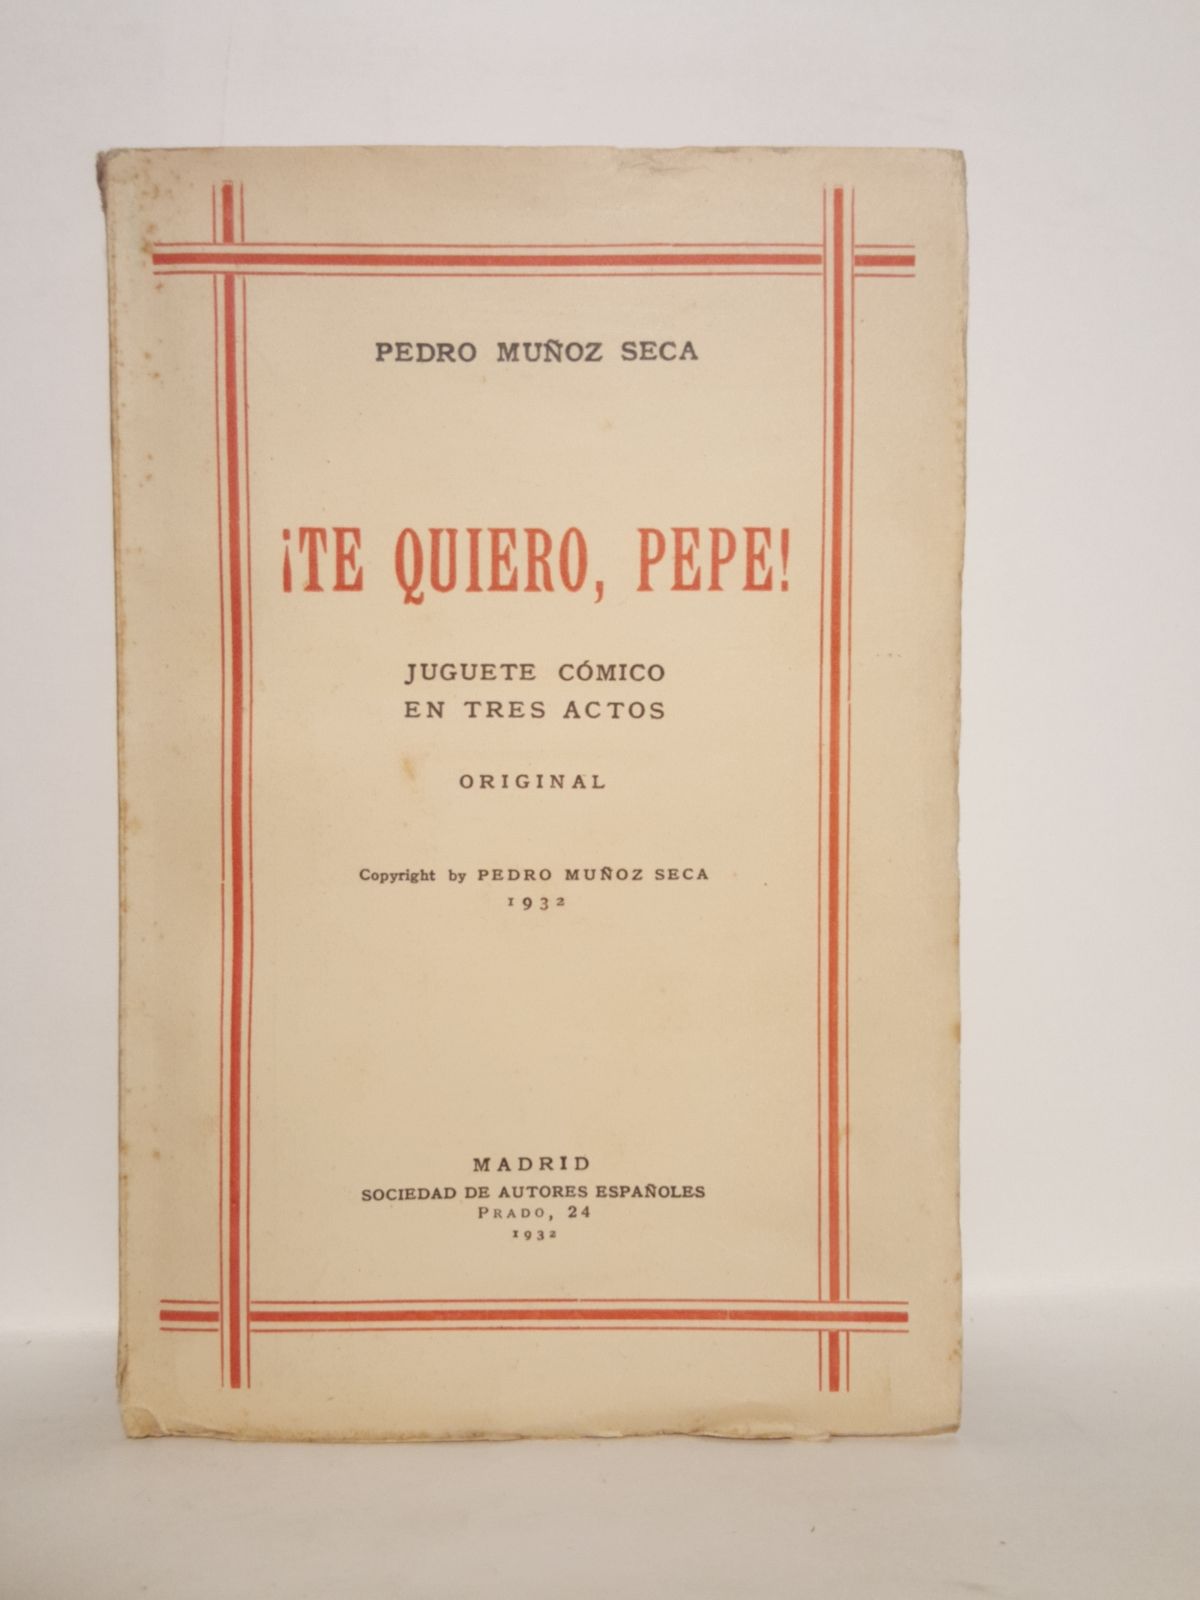 PEDRO MUÑOZ SECA
¡TE QUIERO, PEPE!
JUGUETE CÓMICO
EN TRES ACTOS
ORIGINAL
Copyright by PEDRO MUÑOZ SECA
1932
MADRID
SOCIEDAD DE AUTORES ESPAÑOLES
PRADO, 24
1932